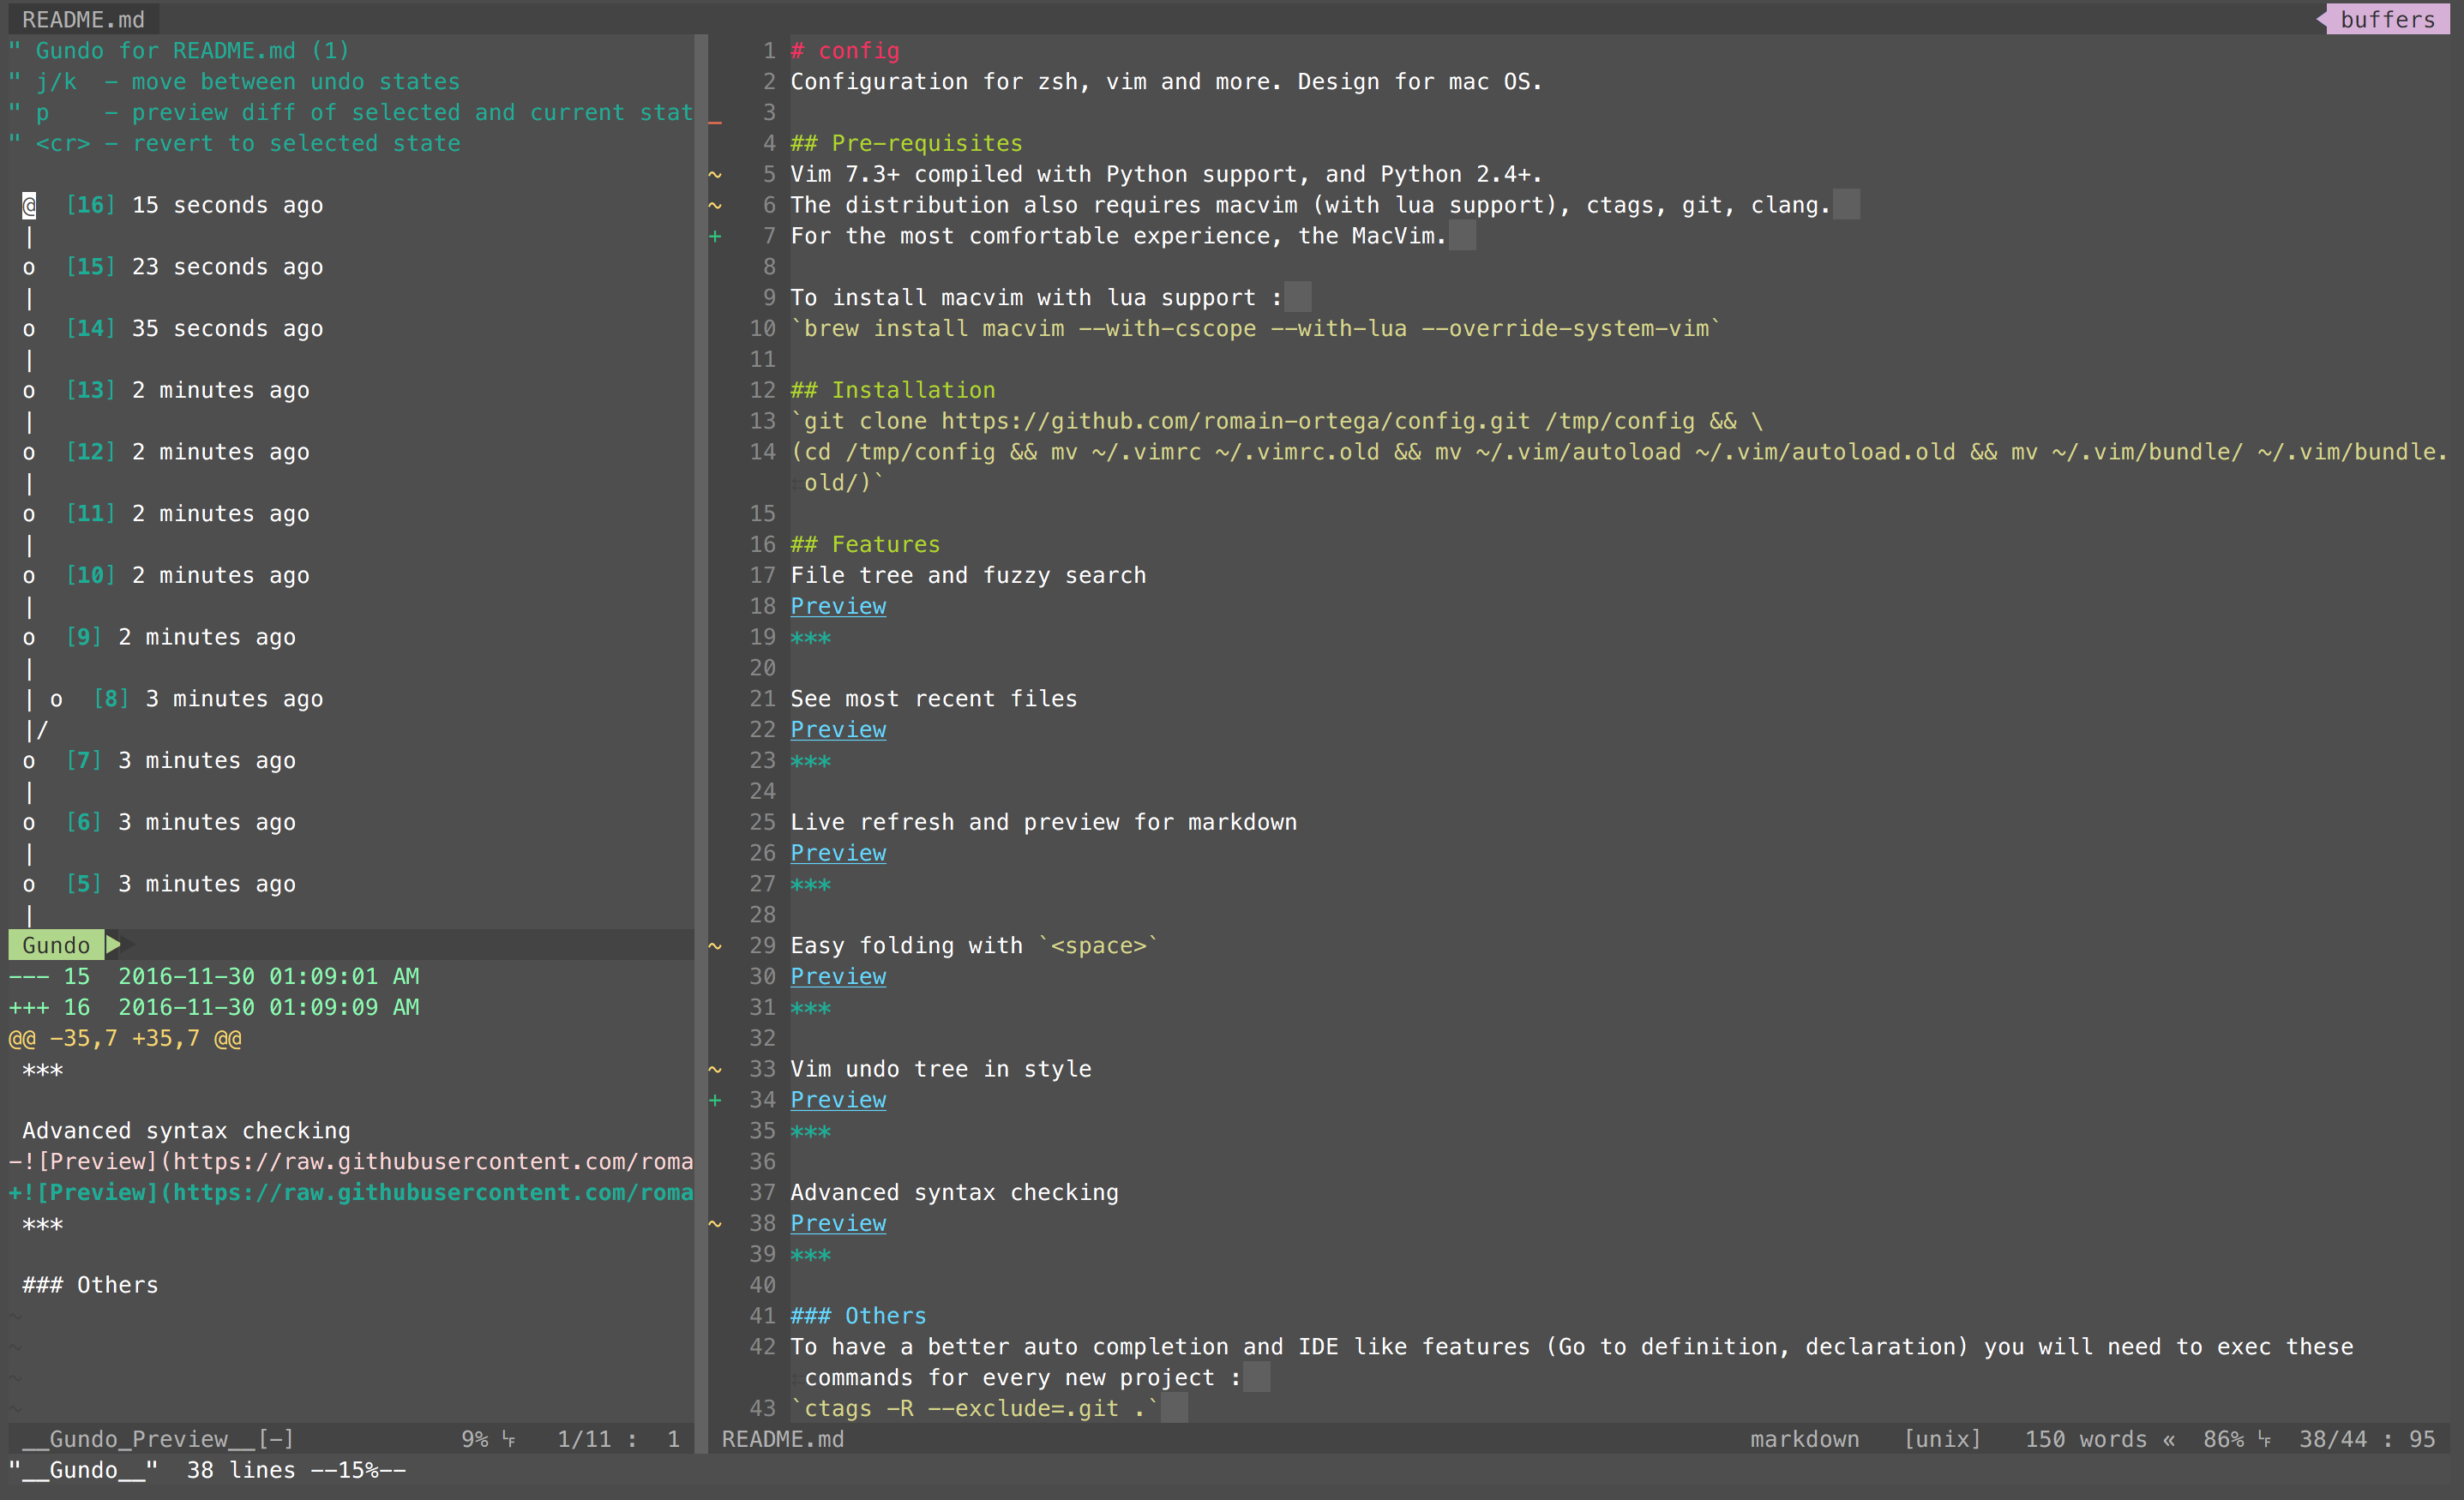 README.md
buffers
" Gundo for README.md (1)
" j/k  - move between undo states
" p    - preview diff of selected and current stat
" <cr> - revert to selected state
@  [16] 15 seconds ago
|
o  [15] 23 seconds ago
|
o  [14] 35 seconds ago
|
o  [13] 2 minutes ago
|
o  [12] 2 minutes ago
|
o  [11] 2 minutes ago
|
o  [10] 2 minutes ago
|
o  [9] 2 minutes ago
|
| o  [8] 3 minutes ago
|/
o  [7] 3 minutes ago
|
o  [6] 3 minutes ago
|
o  [5] 3 minutes ago
|
Gundo
--- 15  2016-11-30 01:09:01 AM
+++ 16  2016-11-30 01:09:09 AM
@@ -35,7 +35,7 @@
***
Advanced syntax checking
-![Preview](https://raw.githubusercontent.com/roma
+![Preview](https://raw.githubusercontent.com/roma
***
### Others
~
~
~
~
__Gundo_Preview__[-]  9% ␊  1/11 :  1
1 # config
2 Configuration for zsh, vim and more. Design for mac OS.
_ 3
4 ## Pre-requisites
~ 5 Vim 7.3+ compiled with Python support, and Python 2.4+.
~ 6 The distribution also requires macvim (with lua support), ctags, git, clang.
+ 7 For the most comfortable experience, the MacVim.
8
9 To install macvim with lua support :
10 `brew install macvim --with-cscope --with-lua --override-system-vim`
11
12 ## Installation
13 `git clone https://github.com/romain-ortega/config.git /tmp/config && \
14 (cd /tmp/config && mv ~/.vimrc ~/.vimrc.old && mv ~/.vim/autoload ~/.vim/autoload.old && mv ~/.vim/bundle/ ~/.vim/bundle.
old/)`
15
16 ## Features
17 File tree and fuzzy search
18 Preview
19 ***
20
21 See most recent files
22 Preview
23 ***
24
25 Live refresh and preview for markdown
26 Preview
27 ***
28
~ 29 Easy folding with `<space>`
30 Preview
31 ***
32
~ 33 Vim undo tree in style
+ 34 Preview
35 ***
36
37 Advanced syntax checking
~ 38 Preview
39 ***
40
41 ### Others
42 To have a better auto completion and IDE like features (Go to definition, declaration) you will need to exec these
commands for every new project :
43 `ctags -R --exclude=.git .`
README.md  markdown  [unix]  150 words «  86% ␊  38/44 : 95
"__Gundo__"  38 lines --15%--